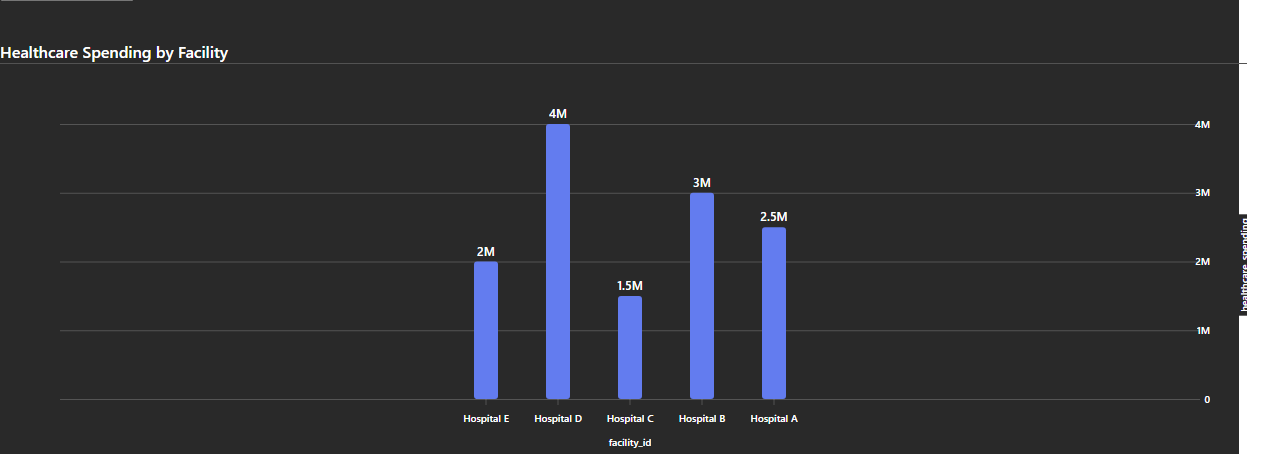 Healthcare Spending by Facility
4M
3M
2.5M
2M
1.5M
4M
3M
2M
1M
0
healthcare_spending
Hospital E Hospital D Hospital C Hospital B Hospital A
facility_id